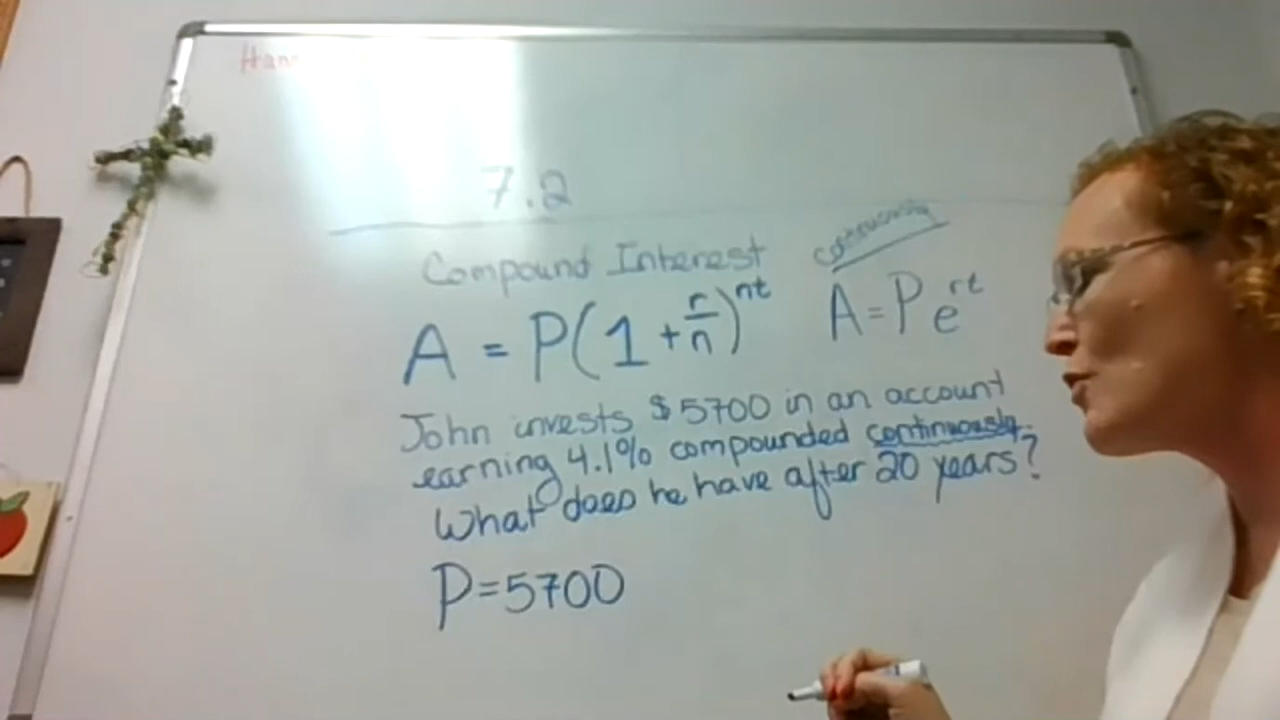 7.2
Compound Interest
continuously
A = P(1 + r/n)^nt
A = Pe^rt
John invests $5700 in an account
earning 4.1% compounded continuously.
What does he have after 20 years?
P=5700